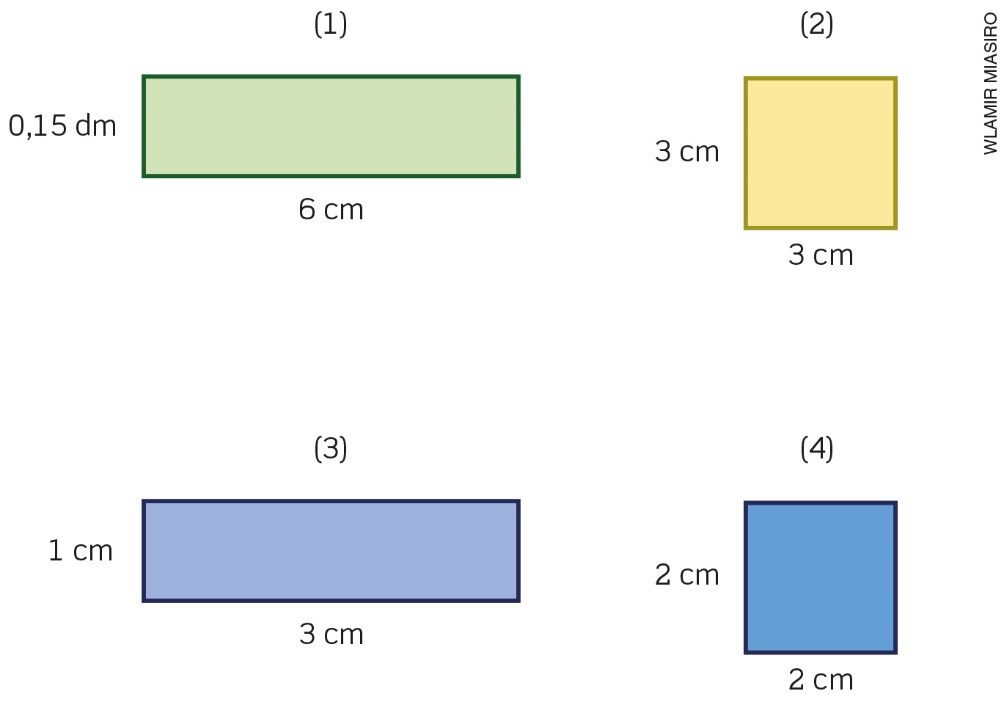 (1)
0,15 dm
6 cm
(2)
3 cm
3 cm
(3)
1 cm
3 cm
(4)
2 cm
2 cm
WLAMIR MIASIRO